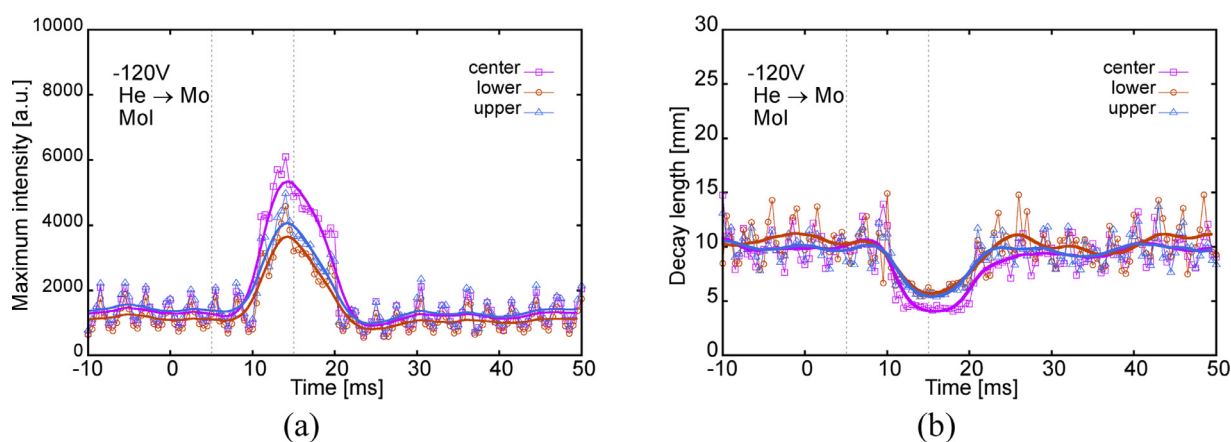 10000
8000
6000
4000
2000
0
Maximum intensity [a.u.]
-120V
He → Mo
MoI
center
lower
upper
-10 0 10 20 30 40 50
Time [ms]
(a)
30
25
20
15
10
5
0
Decay length [mm]
-120V
He → Mo
MoI
center
lower
upper
-10 0 10 20 30 40 50
Time [ms]
(b)